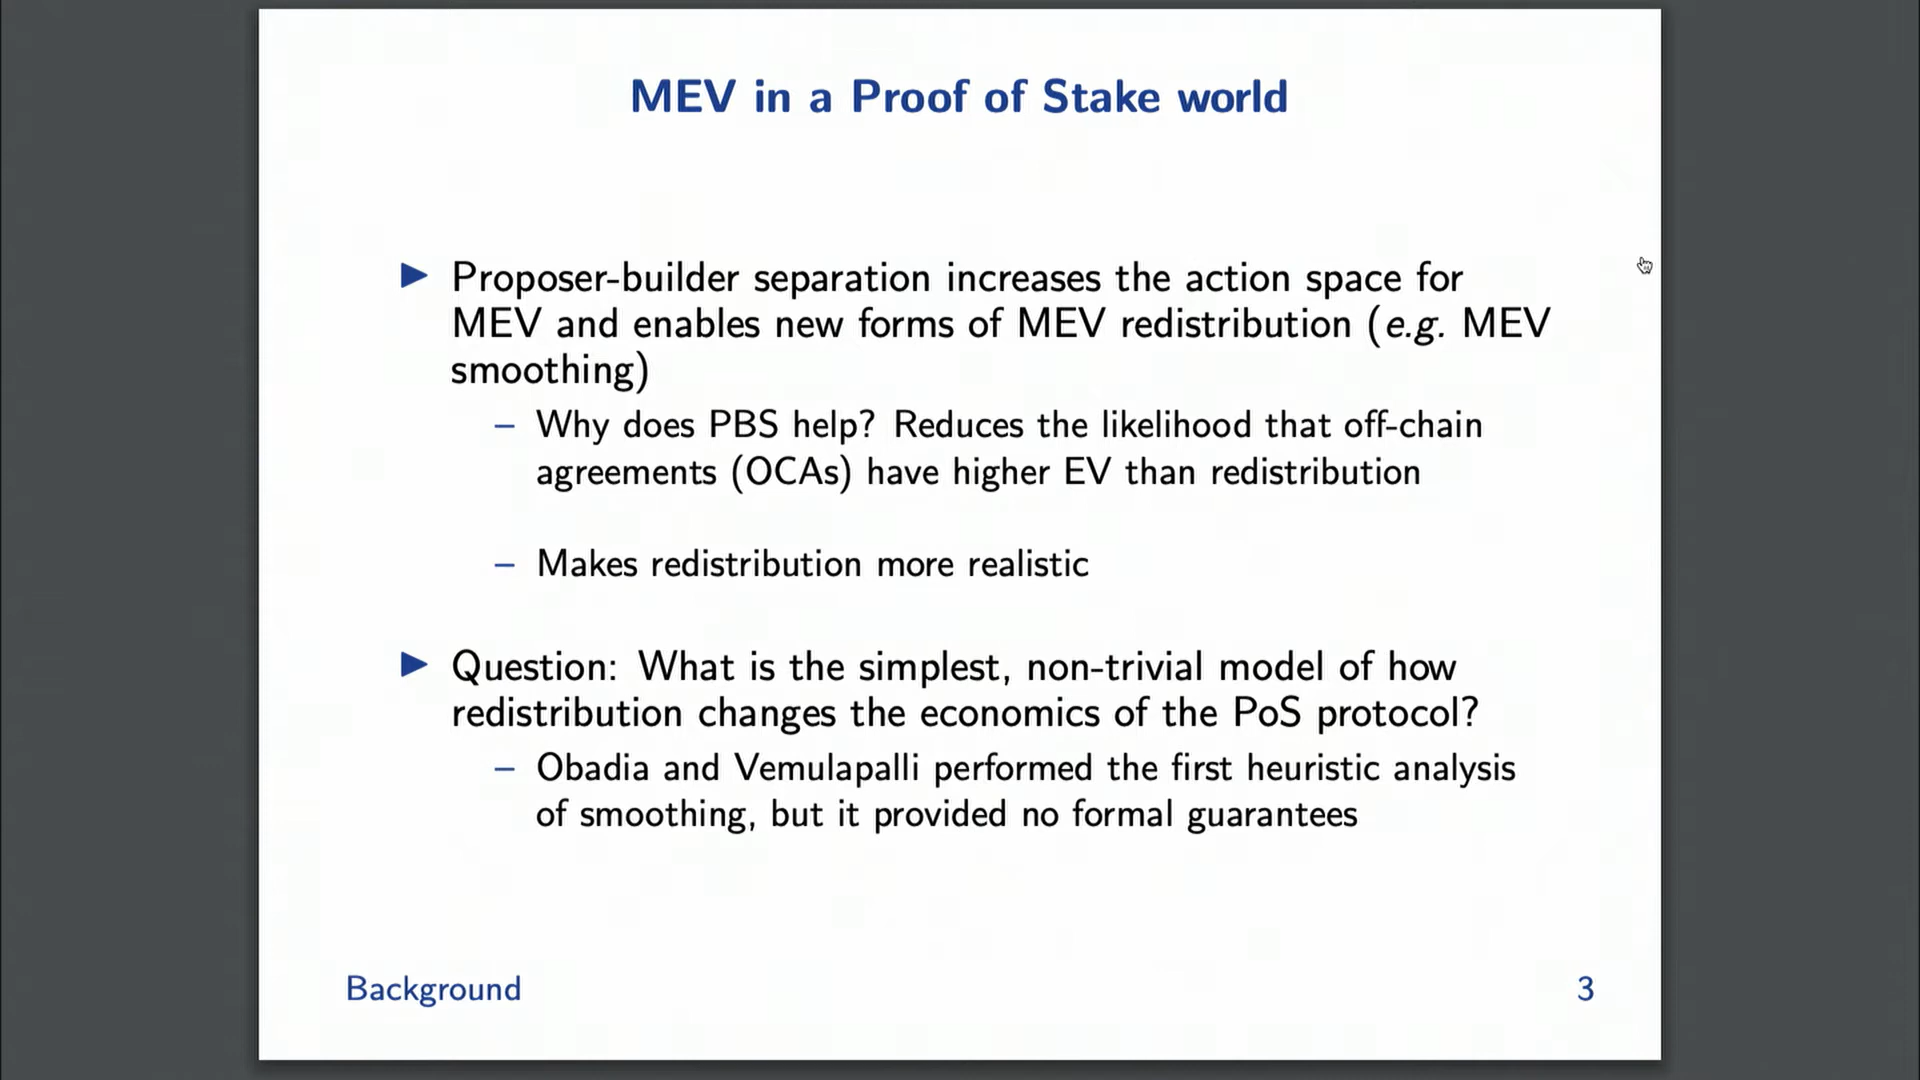 MEV in a Proof of Stake world
▶ Proposer-builder separation increases the action space for
MEV and enables new forms of MEV redistribution (e.g. MEV
smoothing)
– Why does PBS help? Reduces the likelihood that off-chain
agreements (OCAs) have higher EV than redistribution
– Makes redistribution more realistic
▶ Question: What is the simplest, non-trivial model of how
redistribution changes the economics of the PoS protocol?
– Obadia and Vemulapalli performed the first heuristic analysis
of smoothing, but it provided no formal guarantees
Background
3